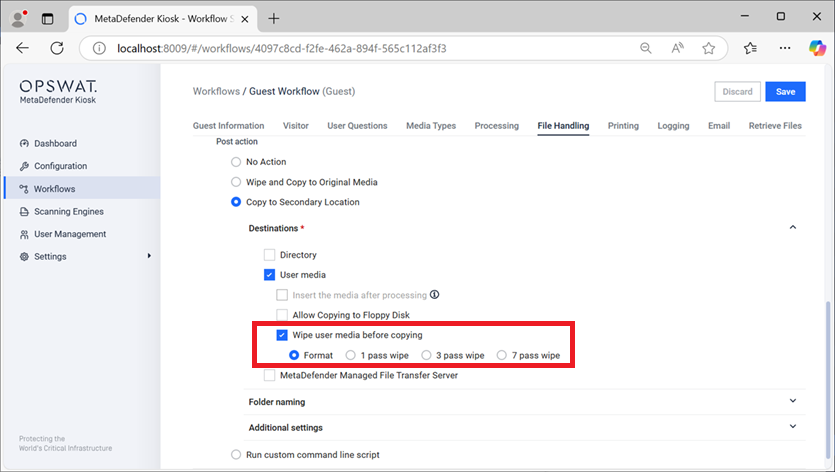 MetaDefender Kiosk - Workflow S
localhost:8009/#/workflows/4097c8cd-f2fe-462a-894f-565c112af3f3
OPSWAT.
MetaDefender Kiosk
Dashboard
Configuration
Workflows
Scanning Engines
User Management
Settings
Protecting the
World's Critical Infrastructure
Workflows / Guest Workflow (Guest)
Discard Save
Guest Information Visitor User Questions Media Types Processing File Handling Printing Logging Email Retrieve Files
Post action
No Action
Wipe and Copy to Original Media
Copy to Secondary Location
Destinations *
Directory
User media
Insert the media after processing
Allow Copying to Floppy Disk
Wipe user media before copying
Format 1 pass wipe 3 pass wipe 7 pass wipe
MetaDefender Managed File Transfer Server
Folder naming
Additional settings
Run custom command line script